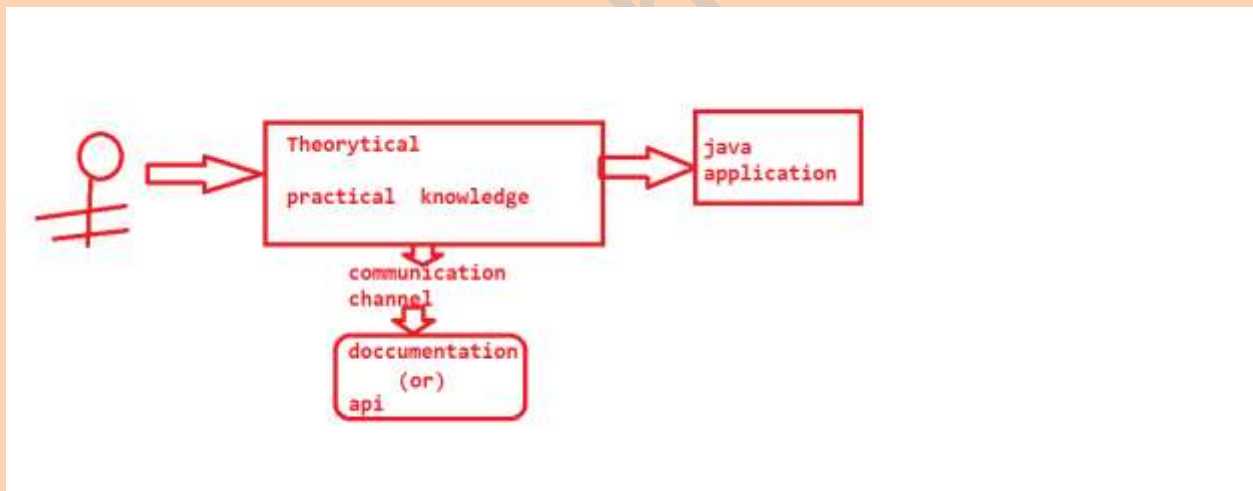 Theorytical
practical knowledge
java
application
communication
channel
doccumentation
(or)
api